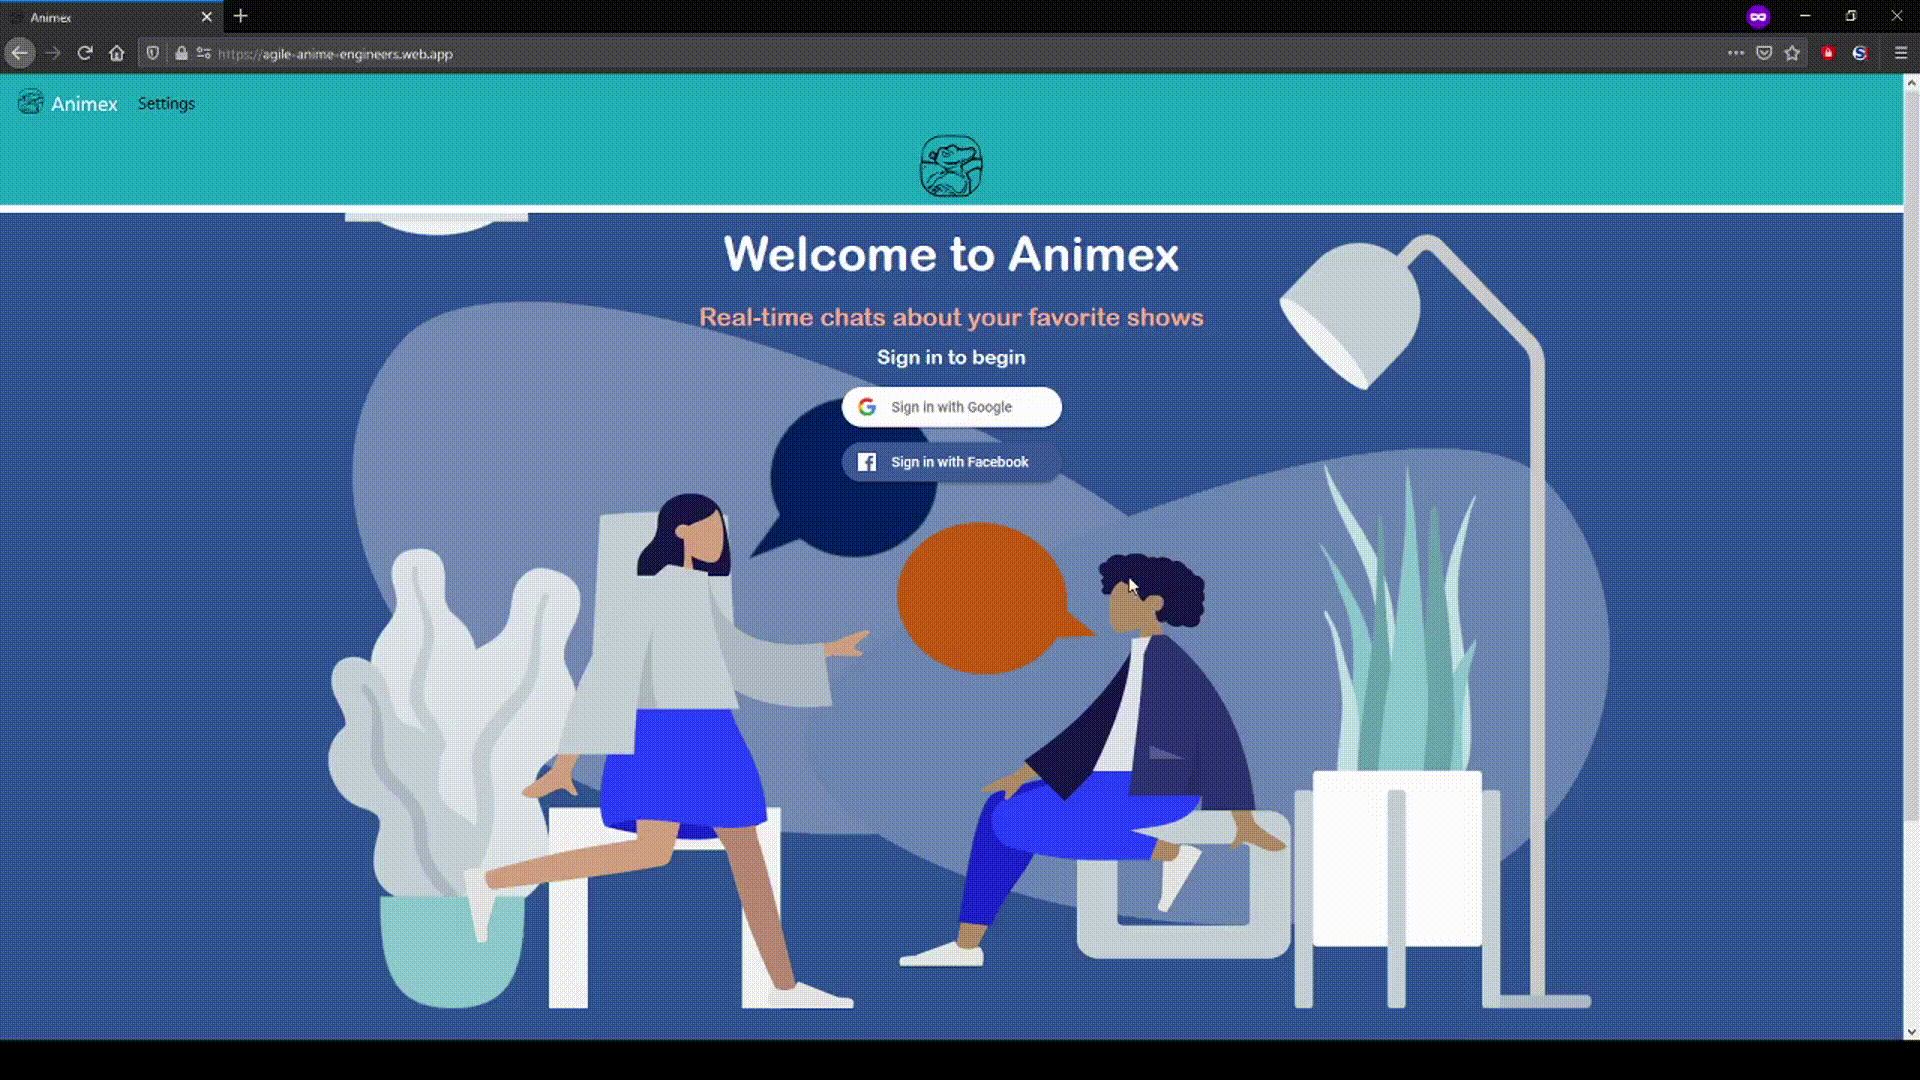 Animex
https://agile-anime-engineers.web.app
Animex Settings
Welcome to Animex
Real-time chats about your favorite shows
Sign in to begin
Sign in with Google
Sign in with Facebook